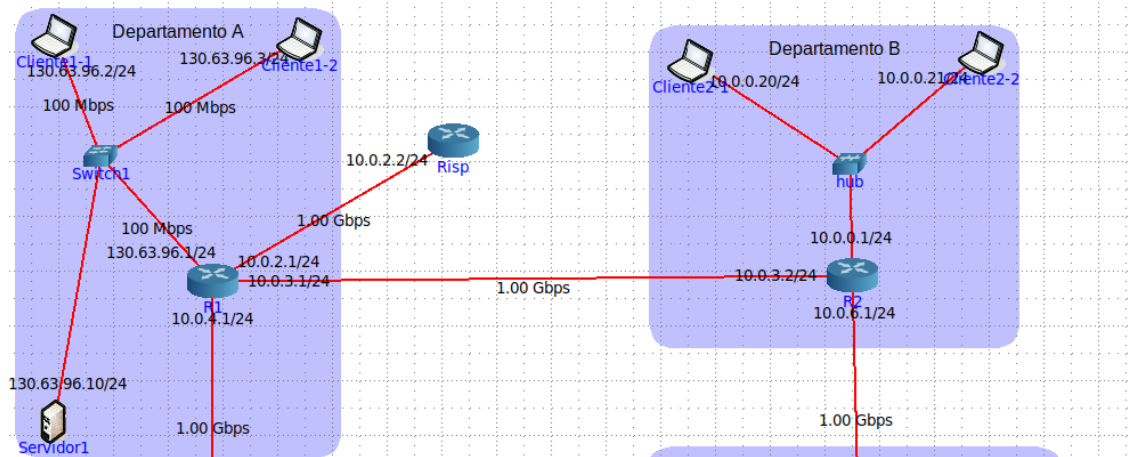 Departamento A
Cliente1-1
130.63.96.2/24
130.63.96.3/24
Cliente1-2
100 Mbps
100 Mbps
Switch1
10.0.2.2/24
Risp
100 Mbps
1.00 Gbps
130.63.96.1/24
10.0.2.1/24
10.0.3.1/24
R1
10.0.4.1/24
130.63.96.10/24
1.00 Gbps
Servidor1
1.00 Gbps
Departamento B
Cliente2-1
10.0.0.20/24
10.0.0.21/24
Cliente2-2
hub
10.0.0.1/24
10.0.3.2/24
R2
10.0.6.1/24
1.00 Gbps